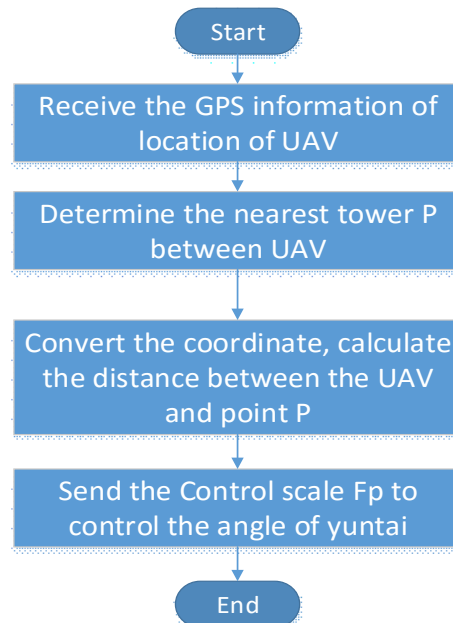 Start
Receive the GPS information of
location of UAV
Determine the nearest tower P
between UAV
Convert the coordinate, calculate
the distance between the UAV
and point P
Send the Control scale Fp to
control the angle of yuntai
End